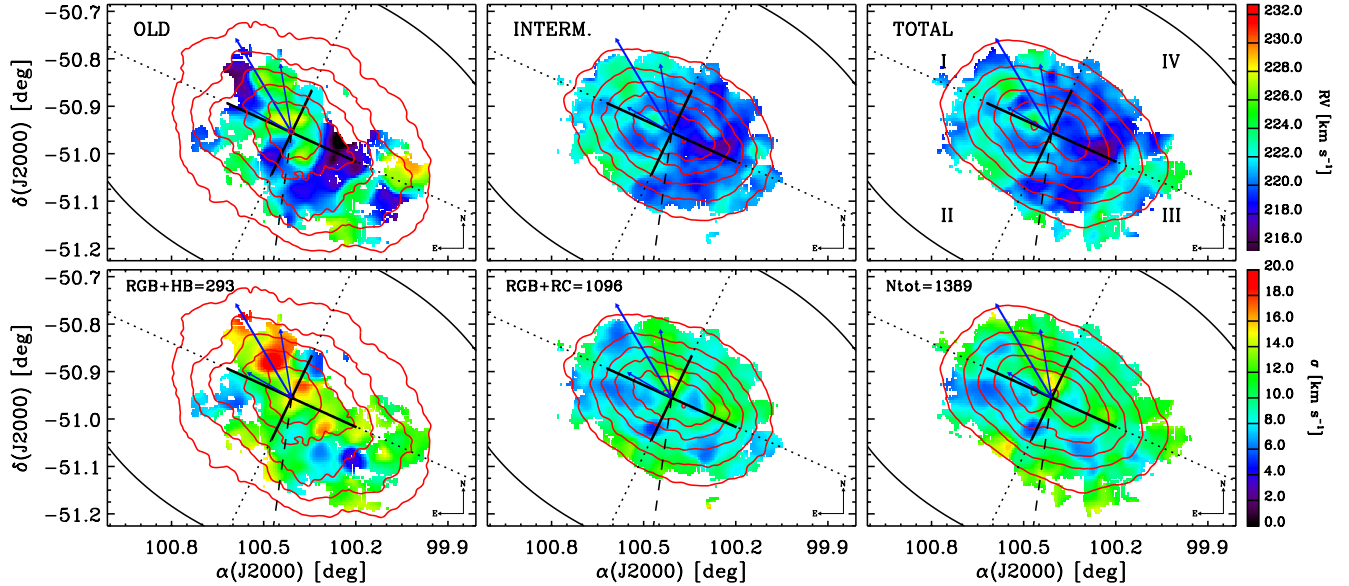 OLD
INTERM.
TOTAL
I
IV
II
III
N
E
N
E
N
E
−50.7
−50.8
−50.9
−51.0
−51.1
−51.2
δ(J2000) [deg]
232.0
230.0
228.0
226.0
224.0
222.0
220.0
218.0
216.0
RV [km s⁻¹]
RGB+HB=293
RGB+RC=1096
Ntot=1389
N
E
N
E
N
E
−50.7
−50.8
−50.9
−51.0
−51.1
−51.2
δ(J2000) [deg]
20.0
18.0
16.0
14.0
12.0
10.0
8.0
6.0
4.0
2.0
0.0
σ [km s⁻¹]
100.8 100.5 100.2 99.9
100.8 100.5 100.2 99.9
100.8 100.5 100.2 99.9
α(J2000) [deg]
α(J2000) [deg]
α(J2000) [deg]